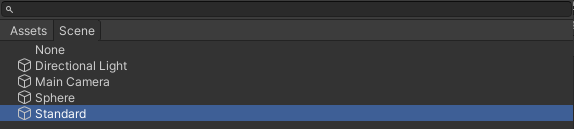 Assets Scene
None
Directional Light
Main Camera
Sphere
Standard